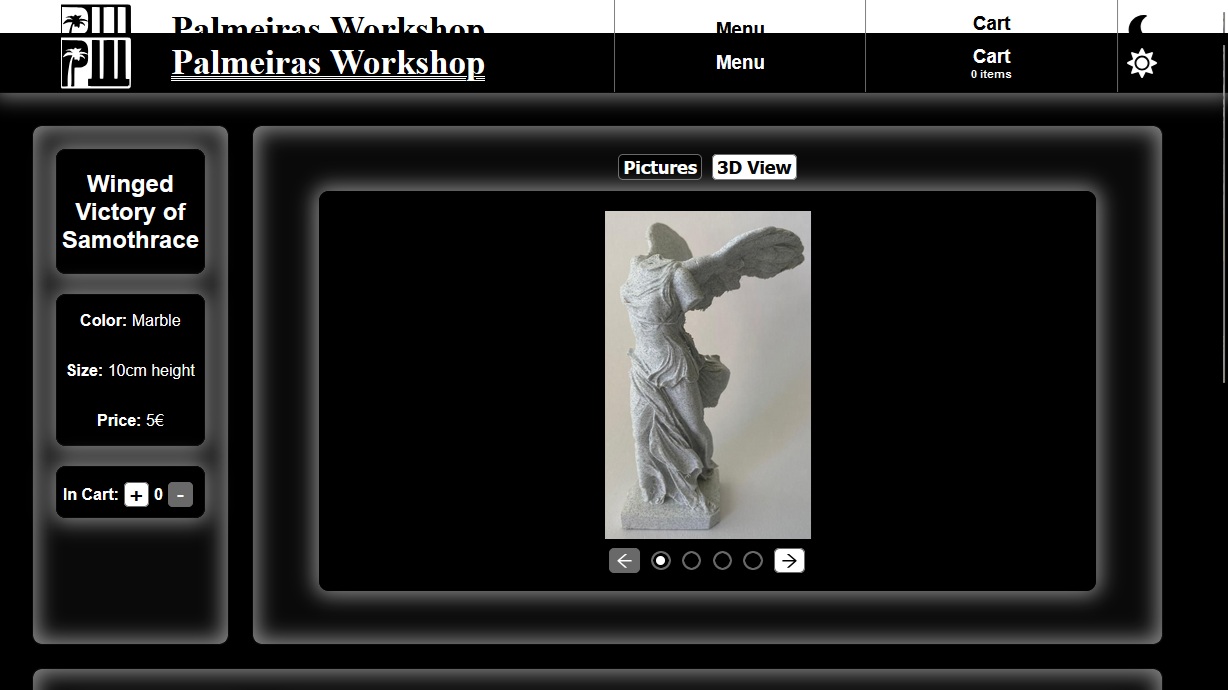 Palmeiras Workshop
Menu
Cart
Palmeiras Workshop
Menu
Cart
0 items
Winged
Victory of
Samothrace
Color: Marble
Size: 10cm height
Price: 5€
In Cart: + 0 -
Pictures 3D View